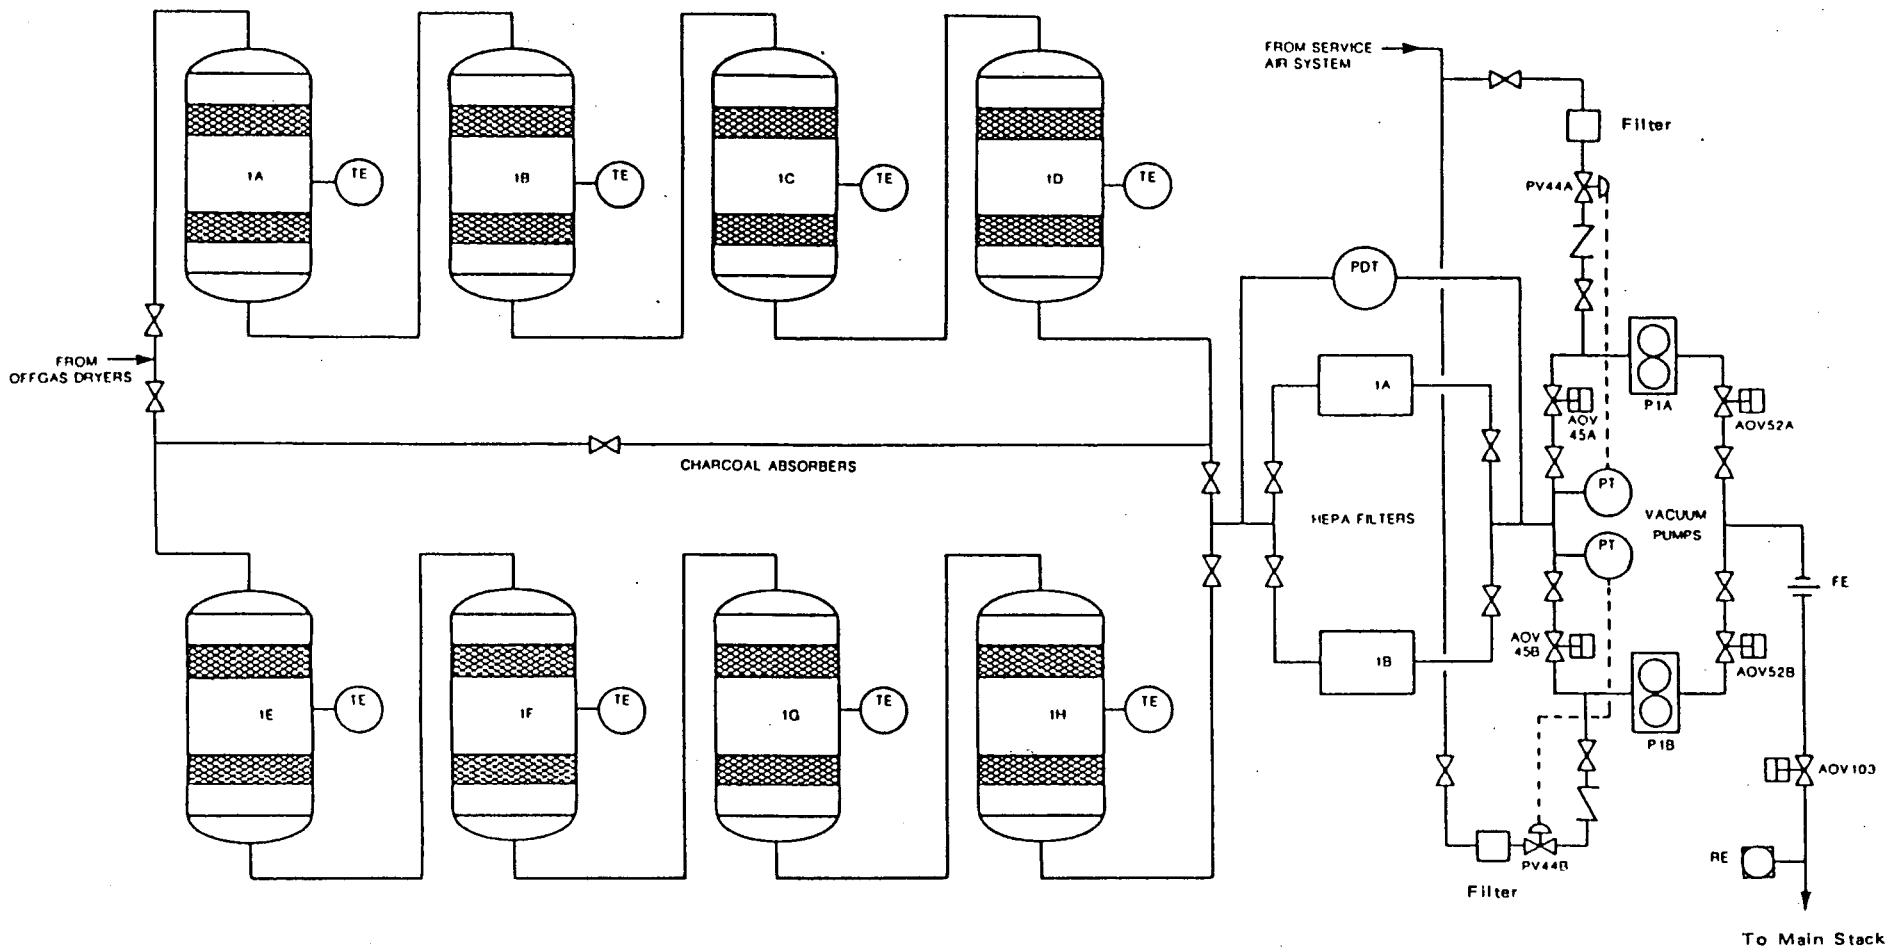 FROM SERVICE
AIR SYSTEM
Filter
1A
TE
1B
TE
1C
TE
1D
TE
PV44A
PDT
FROM
OFFGAS DRYERS
1A
P1A
AOV
45A
AOV52A
CHARCOAL ABSORBERS
PT
HEPA FILTERS
VACUUM
PUMPS
PT
FE
AOV
45B
1B
AOV52B
1E
TE
1F
TE
1G
TE
1H
TE
P1B
AOV103
PV44B
RE
Filter
To Main Stack